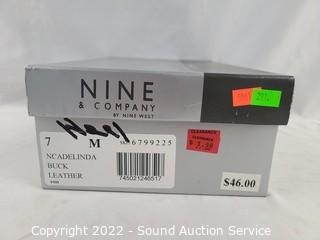 NINE
& COMPANY
BY NINE WEST
7 M 6799225
NCADELINDA
BUCK
LEATHER
745021246517
CLEARANCE
$46.00
Copyright 2022 - Sound Auction Service